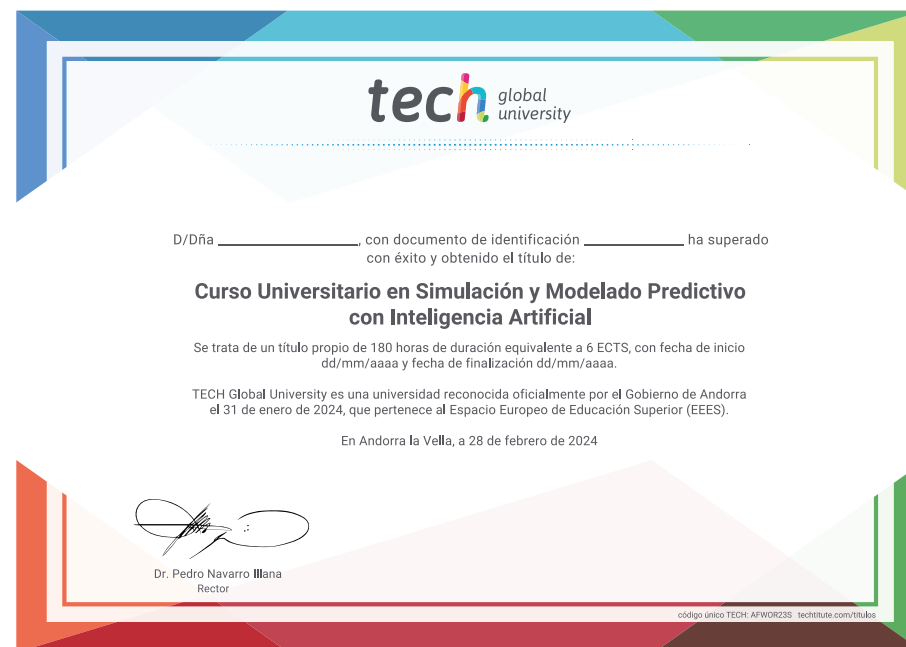 tech global
university
D/Dña ____________________, con documento de identificación ______________ ha superado
con éxito y obtenido el título de:
Curso Universitario en Simulación y Modelado Predictivo
con Inteligencia Artificial
Se trata de un título propio de 180 horas de duración equivalente a 6 ECTS, con fecha de inicio
dd/mm/aaaa y fecha de finalización dd/mm/aaaa.
TECH Global University es una universidad reconocida oficialmente por el Gobierno de Andorra
el 31 de enero de 2024, que pertenece al Espacio Europeo de Educación Superior (EEES).
En Andorra la Vella, a 28 de febrero de 2024
Dr. Pedro Navarro Illana
Rector
código único TECH: AFWOR23S techtitute.com/titulos